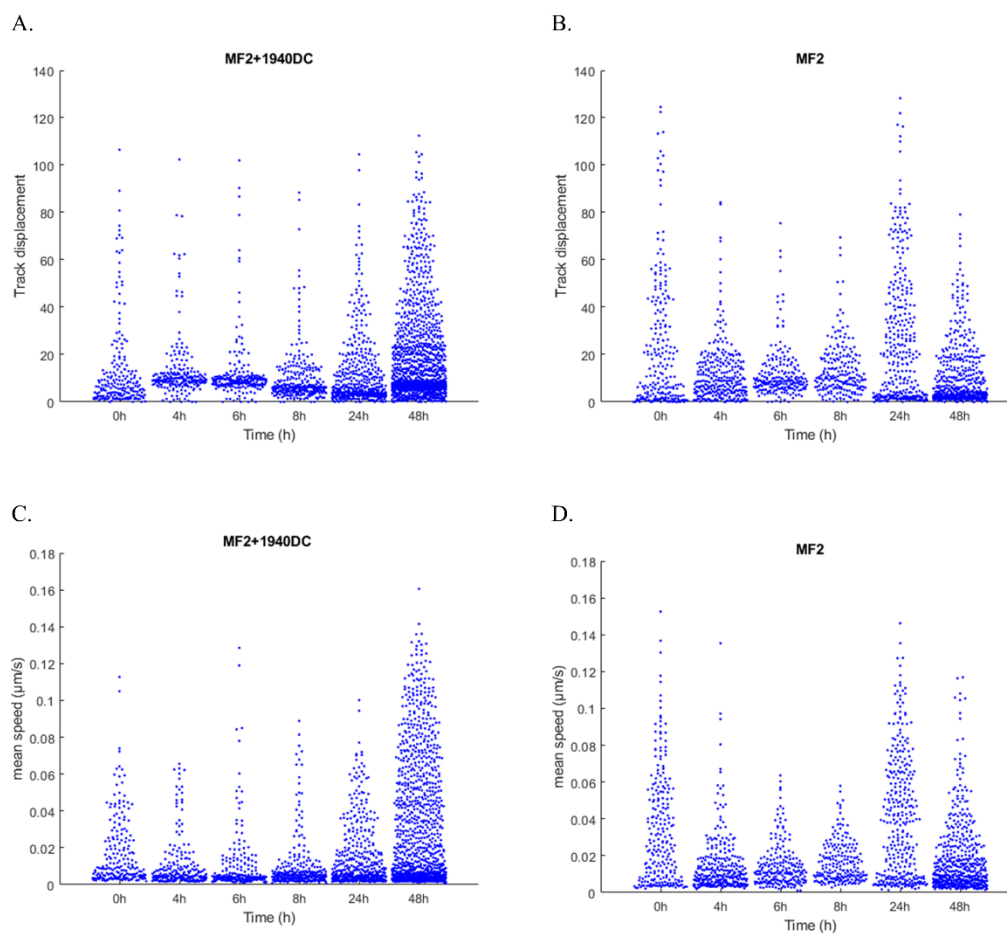 A.
MF2+1940DC
140
120
100
80
60
40
20
0
Track displacement
0h 4h 6h 8h 24h 48h
Time (h)
B.
MF2
140
120
100
80
60
40
20
0
Track displacement
0h 4h 6h 8h 24h 48h
Time (h)
C.
MF2+1940DC
0.18
0.16
0.14
0.12
0.1
0.08
0.06
0.04
0.02
0
mean speed (μm/s)
0h 4h 6h 8h 24h 48h
Time (h)
D.
MF2
0.18
0.16
0.14
0.12
0.1
0.08
0.06
0.04
0.02
0
mean speed (μm/s)
0h 4h 6h 8h 24h 48h
Time (h)